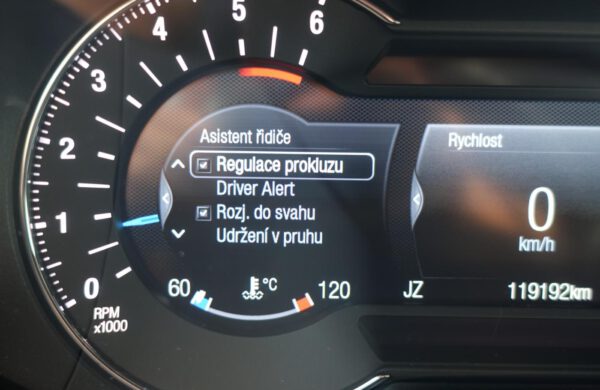 6
5
4
3
2
1
0
RPM
x1000
Asistent řidiče
Regulace prokluzu
Driver Alert
Rozj. do svahu
Udržení v pruhu
60
°C
120
Rychlost
0
km/h
JZ
119192km